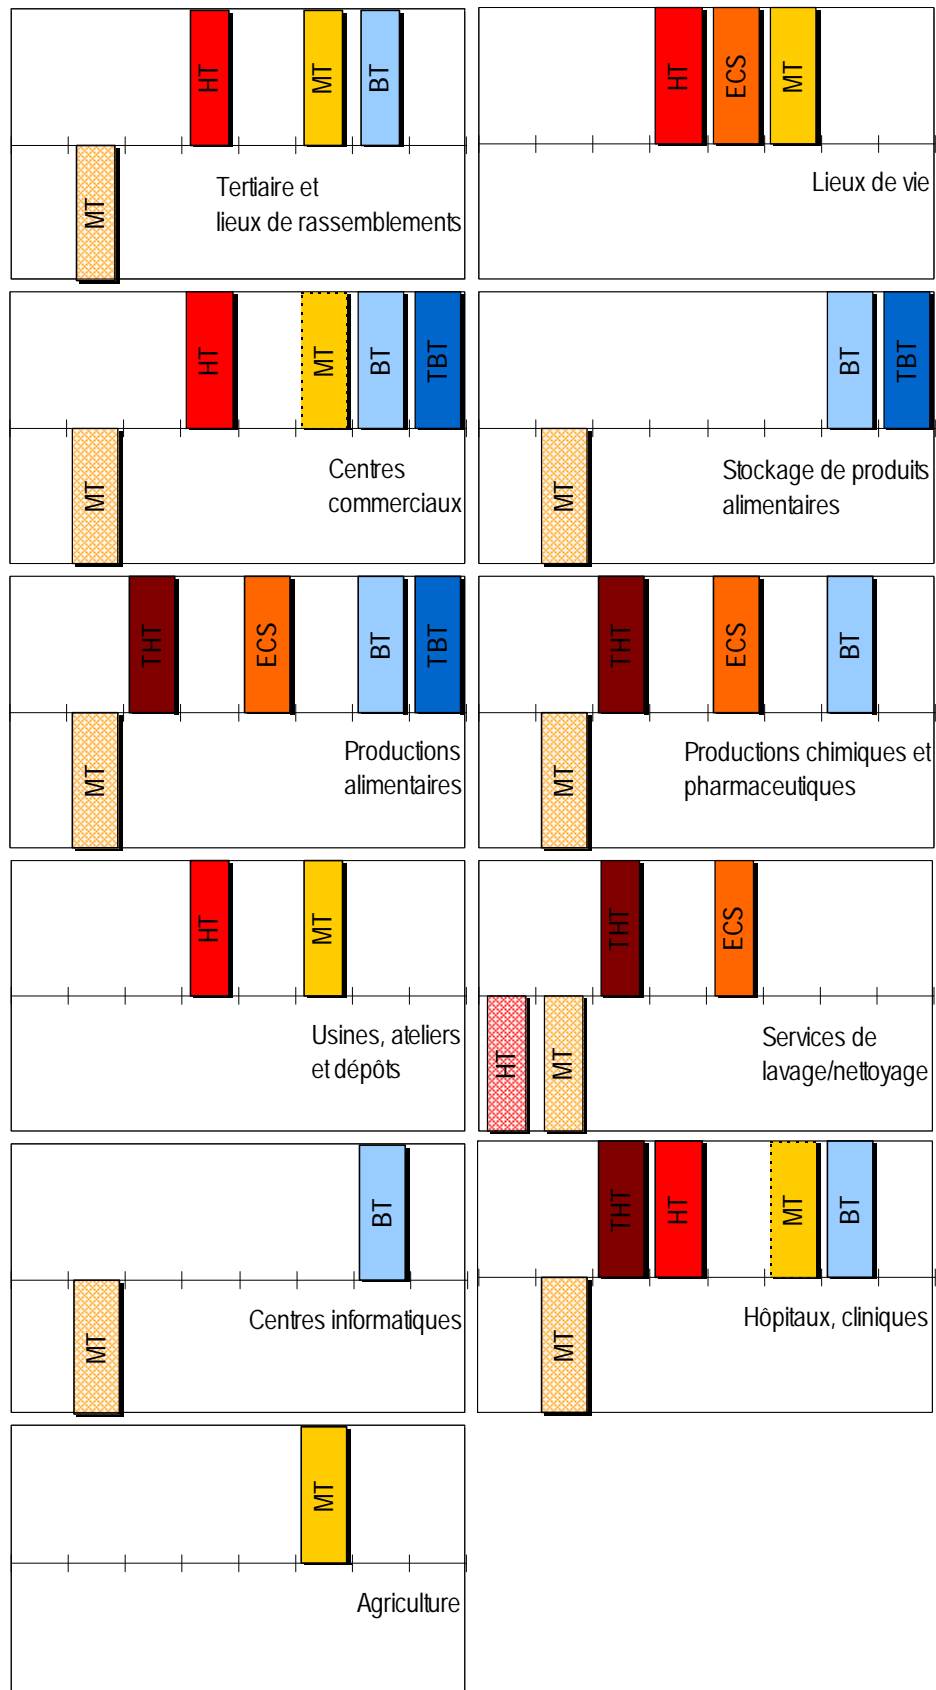 HT
MT
BT
MT
Tertiaire et
lieux de rassemblements
HT
ECS
MT
Lieux de vie
HT
MT
BT
TBT
MT
Centres
commerciaux
BT
TBT
MT
Stockage de produits
alimentaires
THT
ECS
BT
TBT
MT
Productions
alimentaires
THT
ECS
BT
MT
Productions chimiques et
pharmaceutiques
HT
MT
Usines, ateliers
et dépôts
THT
ECS
HT
MT
Services de
lavage/nettoyage
BT
MT
Centres informatiques
THT
HT
MT
BT
MT
Hôpitaux, cliniques
MT
Agriculture